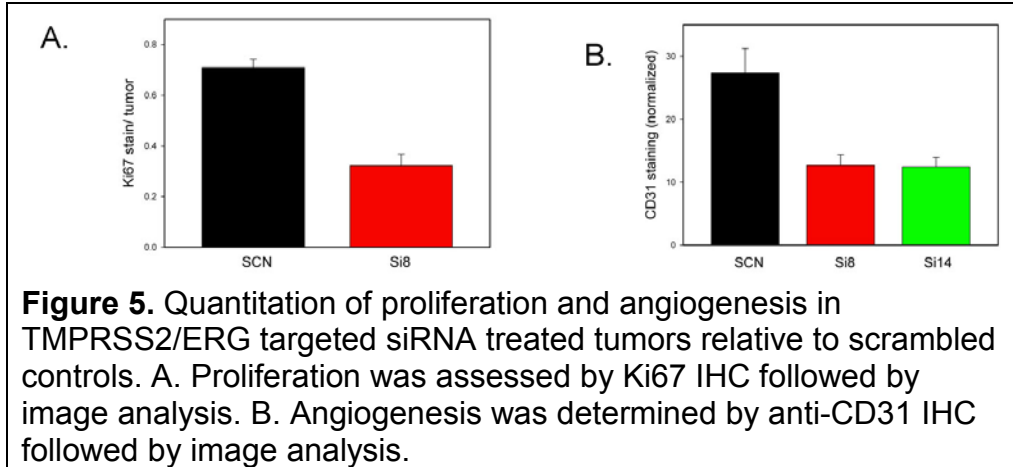 A.
Ki67 stain/ tumor
0.8
0.6
0.4
0.2
0.0
SCN Si8
B.
CD31 staining (normalized)
30
20
10
0
SCN Si8 Si14
Figure 5. Quantitation of proliferation and angiogenesis in
TMPRSS2/ERG targeted siRNA treated tumors relative to scrambled
controls. A. Proliferation was assessed by Ki67 IHC followed by
image analysis. B. Angiogenesis was determined by anti-CD31 IHC
followed by image analysis.